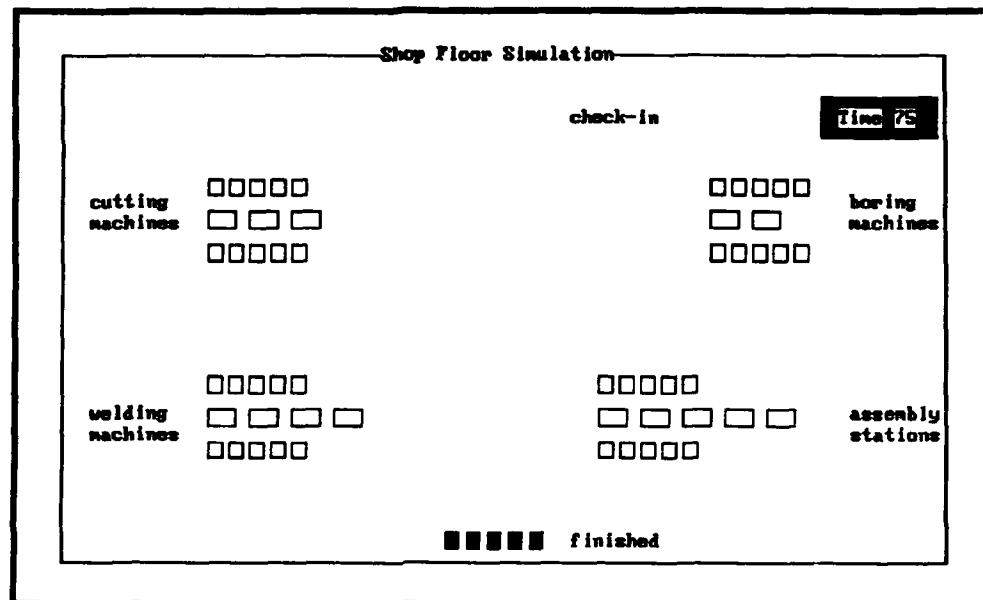 Shop Floor Simulation
check-in
Time 75
cutting
machines
boring
machines
welding
machines
assembly
stations
finished